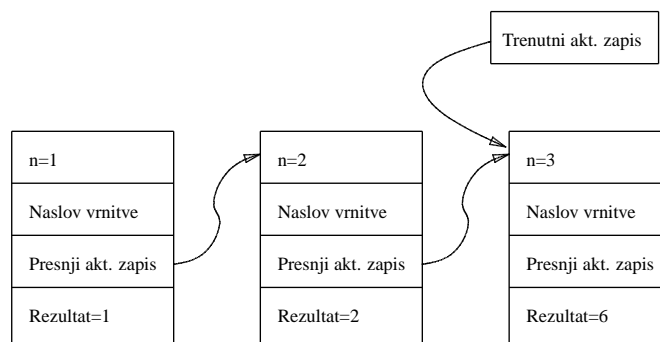 Trenutni akt. zapis
n=1
Naslov vrnitve
Presnji akt. zapis
Rezultat=1
n=2
Naslov vrnitve
Presnji akt. zapis
Rezultat=2
n=3
Naslov vrnitve
Presnji akt. zapis
Rezultat=6